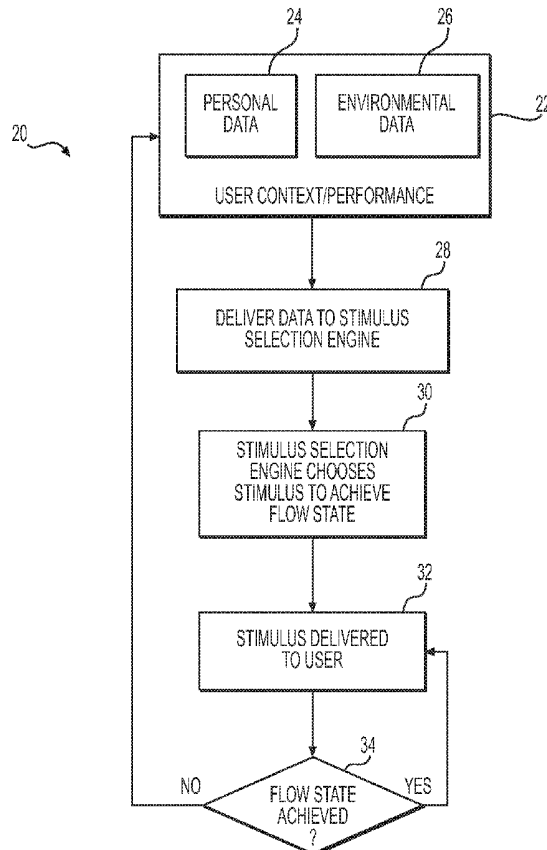 24
26
PERSONAL
DATA
ENVIRONMENTAL
DATA
22
20
USER CONTEXT/PERFORMANCE
28
DELIVER DATA TO STIMULUS
SELECTION ENGINE
30
STIMULUS SELECTION
ENGINE CHOOSES
STIMULUS TO ACHIEVE
FLOW STATE
32
STIMULUS DELIVERED
TO USER
34
NO
YES
FLOW STATE
ACHIEVED
?